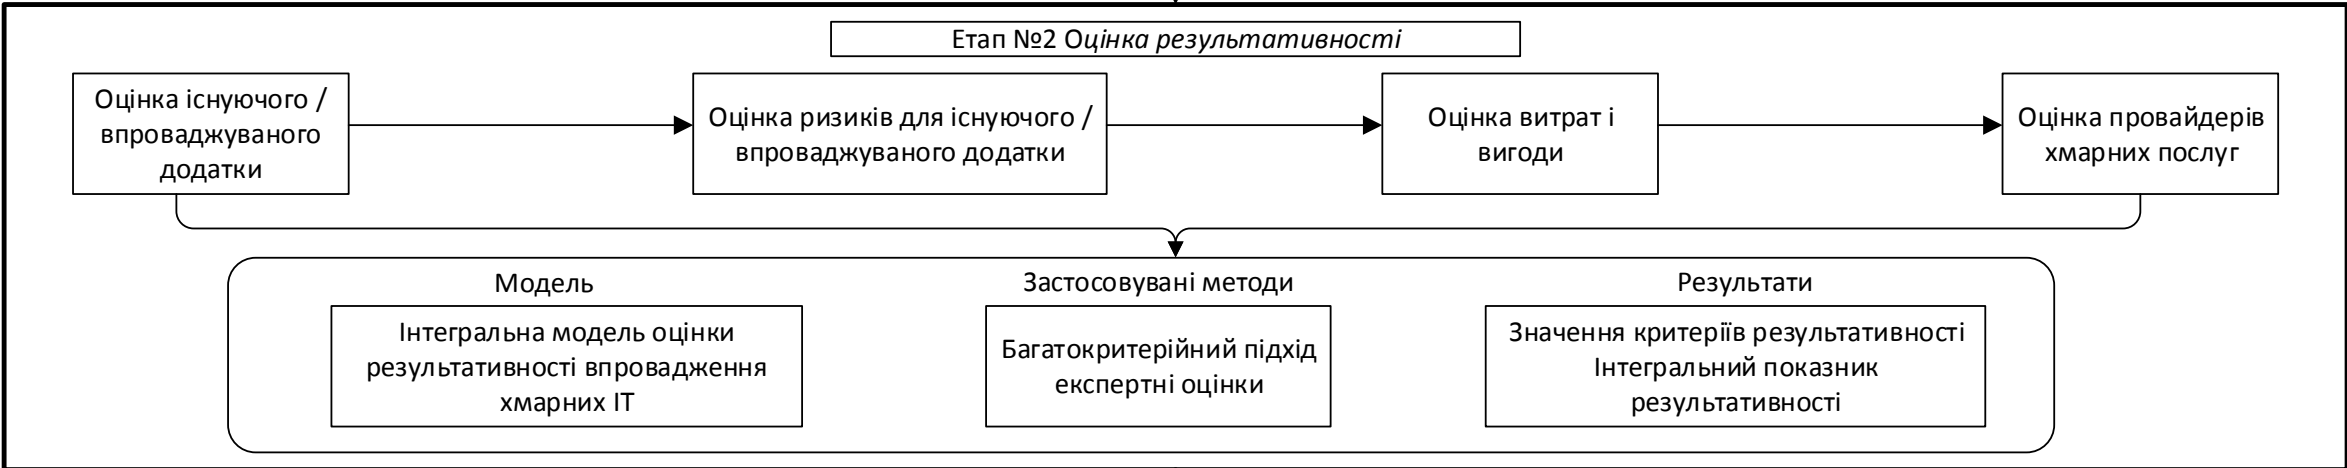 Етап №2 Оцінка результативності
Оцінка існуючого /
впроваджуваного
додатки
Оцінка ризиків для існуючого /
впроваджуваного додатки
Оцінка витрат і
вигоди
Оцінка провайдерів
хмарних послуг
Модель
Інтегральна модель оцінки
результативності впровадження
хмарних ІТ
Застосовувані методи
Багатокритерійний підхід
експертні оцінки
Результати
Значення критеріїв результативності
Інтегральний показник
результативності